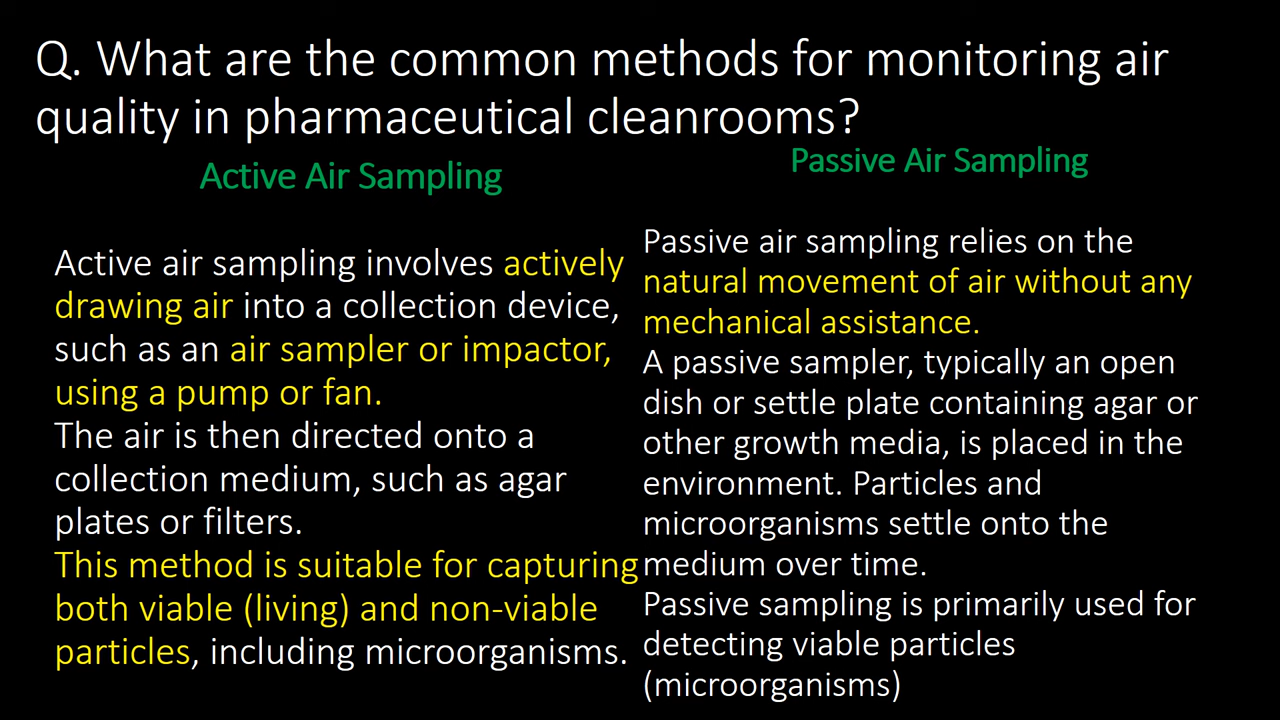 Q. What are the common methods for monitoring air
quality in pharmaceutical cleanrooms?
Active Air Sampling
Active air sampling involves actively
drawing air into a collection device,
such as an air sampler or impactor,
using a pump or fan.
The air is then directed onto a
collection medium, such as agar
plates or filters.
This method is suitable for capturing
both viable (living) and non-viable
particles, including microorganisms.
Passive Air Sampling
Passive air sampling relies on the
natural movement of air without any
mechanical assistance.
A passive sampler, typically an open
dish or settle plate containing agar or
other growth media, is placed in the
environment. Particles and
microorganisms settle onto the
medium over time.
Passive sampling is primarily used for
detecting viable particles
(microorganisms)